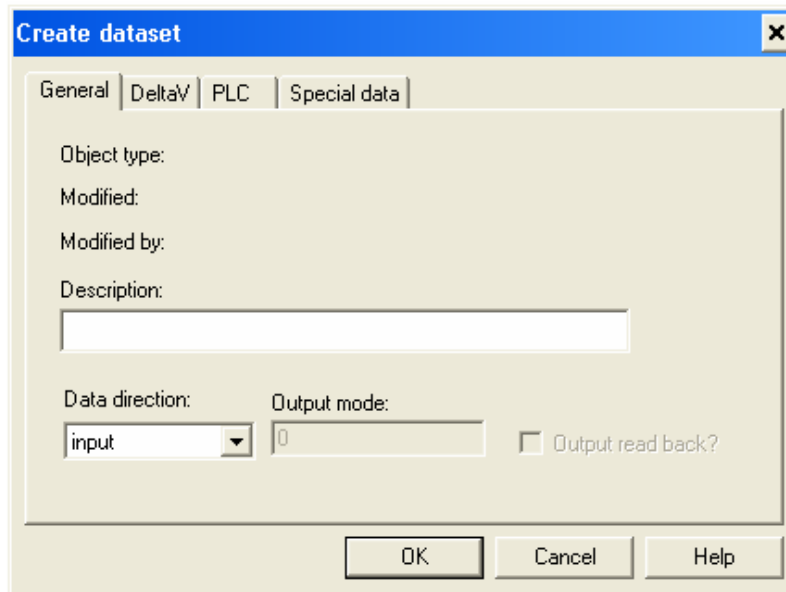 Create dataset
General DeltaV PLC Special data
Object type:
Modified:
Modified by:
Description:
Data direction: Output mode:
input 0 Output read back?
OK Cancel Help